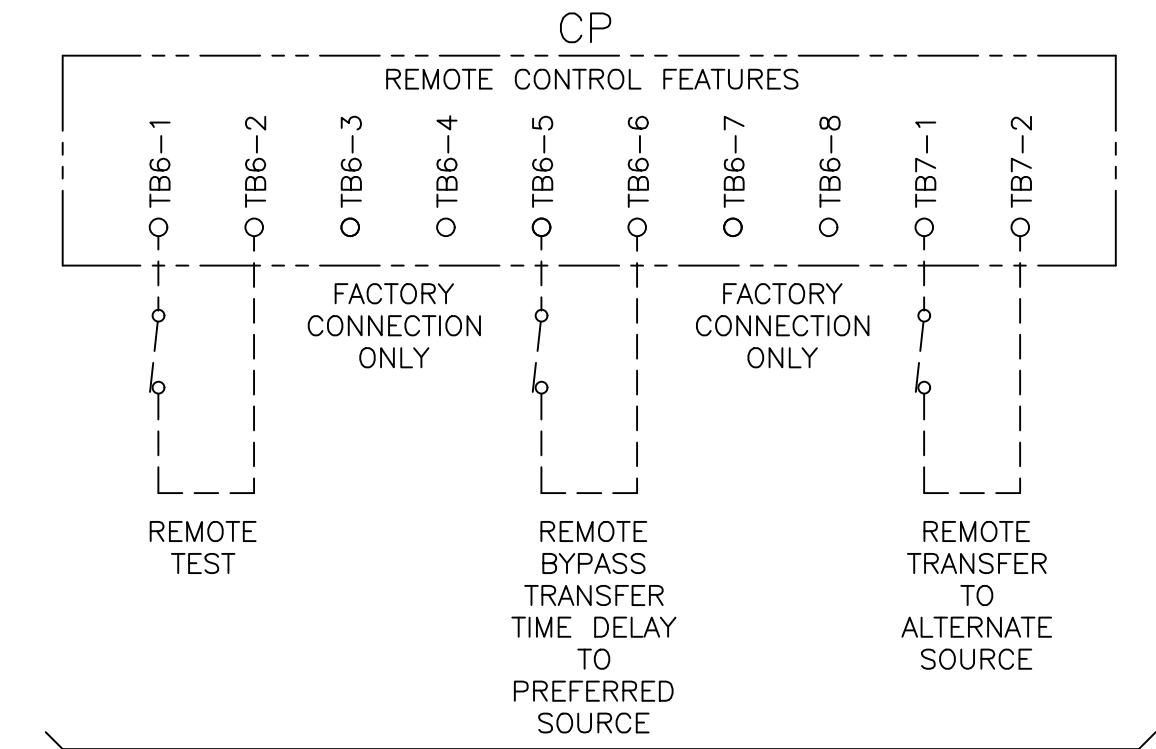 CP
REMOTE CONTROL FEATURES
TB6-1
TB6-2
TB6-3
TB6-4
TB6-5
TB6-6
TB6-7
TB6-8
TB7-1
TB7-2
FACTORY
CONNECTION
ONLY
FACTORY
CONNECTION
ONLY
REMOTE
TEST
REMOTE
BYPASS
TRANSFER
TIME DELAY
TO
PREFERRED
SOURCE
REMOTE
TRANSFER
TO
ALTERNATE
SOURCE